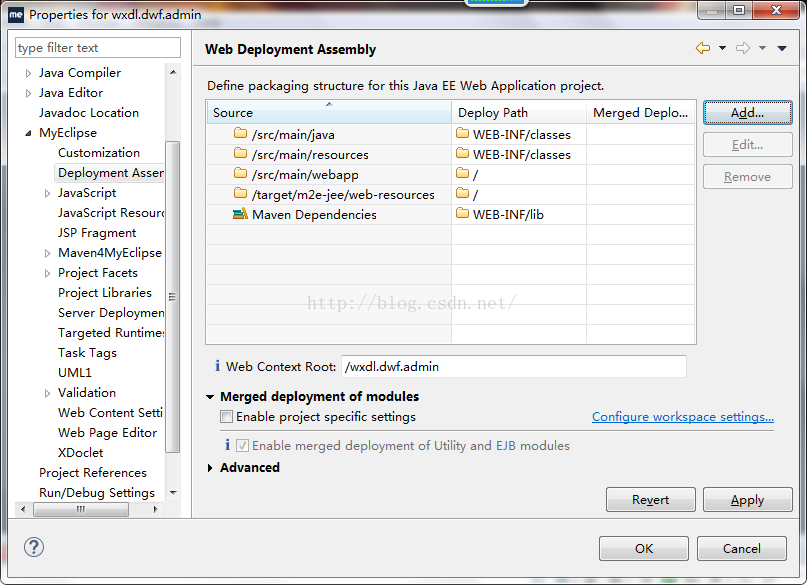 me Properties for wxdl.dwf.admin
type filter text
Java Compiler
Java Editor
Javadoc Location
MyEclipse
Customization
Deployment Assem
JavaScript
JavaScript Resourc
JSP Fragment
Maven4MyEclipse
Project Facets
Project Libraries
Server Deploymen
Targeted Runtimes
Task Tags
UML1
Validation
Web Content Setti
Web Page Editor
XDoclet
Project References
Run/Debug Settings
Web Deployment Assembly
Define packaging structure for this Java EE Web Application project.
Source Deploy Path Merged Deplo...
/src/main/java WEB-INF/classes
/src/main/resources WEB-INF/classes
/src/main/webapp /
/target/m2e-jee/web-resources /
Maven Dependencies WEB-INF/lib
Add...
Edit...
Remove
http://blog.csdn.net/
Web Context Root: /wxdl.dwf.admin
Merged deployment of modules
Enable project specific settings Configure workspace settings...
Enable merged deployment of Utility and EJB modules
Advanced
Revert Apply
? OK Cancel